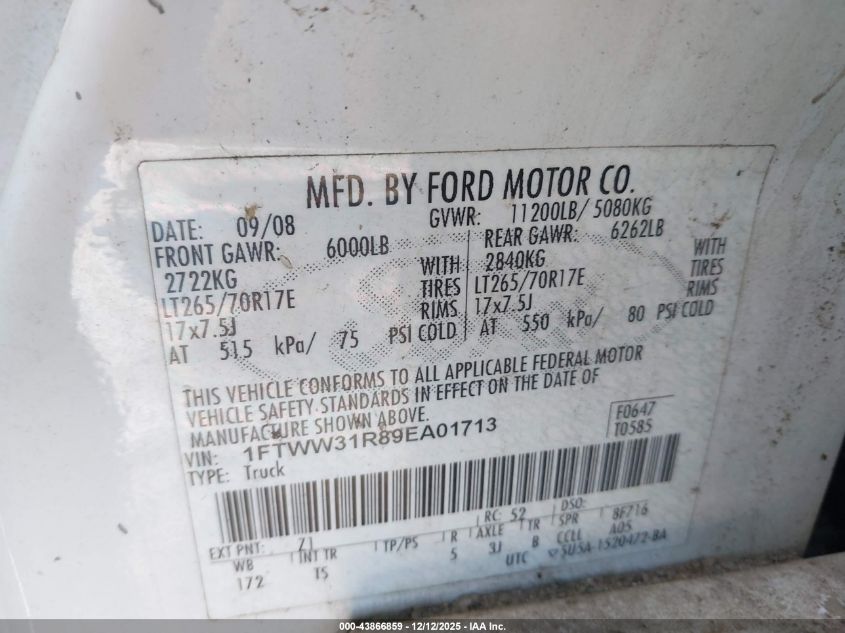 MFD. BY FORD MOTOR CO.
DATE: 09/08 GVWR: 11200LB/ 5080KG
FRONT GAWR: 6000LB REAR GAWR: 6262LB
2722KG WITH 2840KG WITH
LT265/70R17E TIRES LT265/70R17E TIRES
17x7.5J RIMS 17x7.5J RIMS
AT 515 kPa/ 75 PSI COLD AT 550 kPa/ 80 PSI COLD
THIS VEHICLE CONFORMS TO ALL APPLICABLE FEDERAL MOTOR
VEHICLE SAFETY STANDARDS IN EFFECT ON THE DATE OF
MANUFACTURE SHOWN ABOVE.
VIN: 1FTWW31R89EA01713 F0647
TYPE: Truck T0585
EXT PNT: Z1 RC: 52 DSO:
WB INT TR TP/PS R AXLE TR SPR 8F716
172 TS 5 3J B CCLL A05
UTC 5U5A-1520472-BA
000-43866859 | 12/12/2025 - IAA Inc.